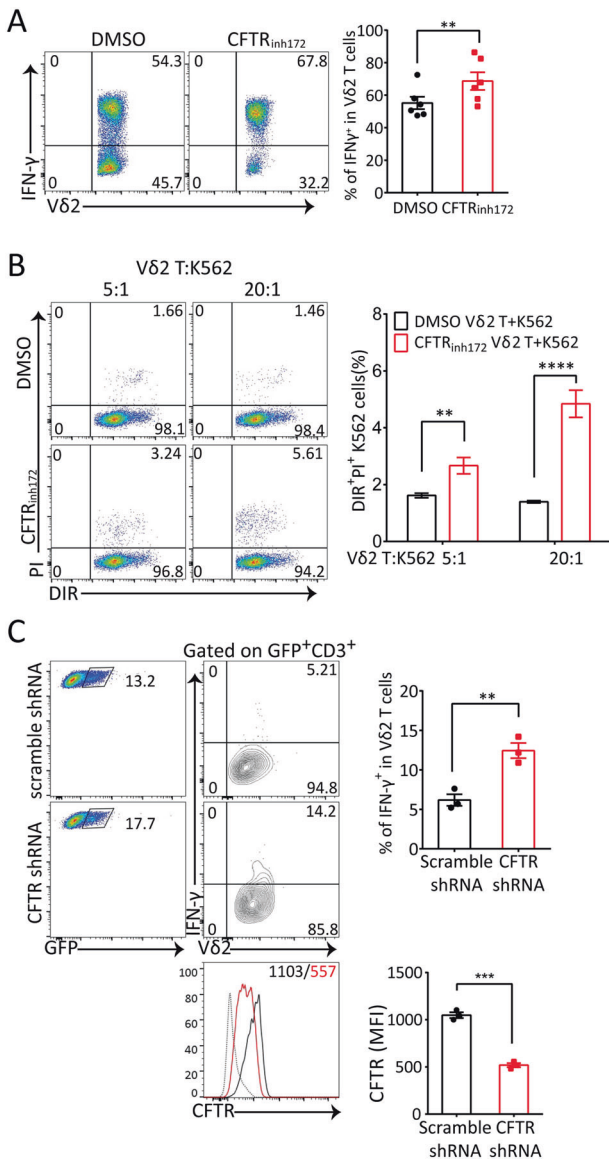 A
DMSO
CFTRinh172
0
54.3
0
67.8
0
45.7
0
32.2
IFN-γ
Vδ2
**
% of IFNγ+ in Vδ2 T cells
100
80
60
40
20
0
DMSO CFTRinh172
B
Vδ2 T:K562
5:1
20:1
DMSO
0
1.66
0
1.46
0
98.1
0
98.4
CFTRinh172
0
3.24
0
5.61
0
96.8
0
94.2
PI
DIR
DMSO Vδ2 T+K562
CFTRinh172 Vδ2 T+K562
DIR+PI+ K562 cells(%)
8
6
4
2
0
**
****
Vδ2 T:K562 5:1
20:1
C
Gated on GFP+CD3+
scramble shRNA
13.2
0
5.21
0
94.8
CFTR shRNA
17.7
0
14.2
0
85.8
GFP
IFN-γ
Vδ2
% of IFN-γ+ in Vδ2 T cells
20
15
10
5
0
**
Scramble CFTR
shRNA shRNA
1103/557
100
80
60
40
20
0
CFTR
CFTR (MFI)
1500
1000
500
0
***
Scramble CFTR
shRNA shRNA